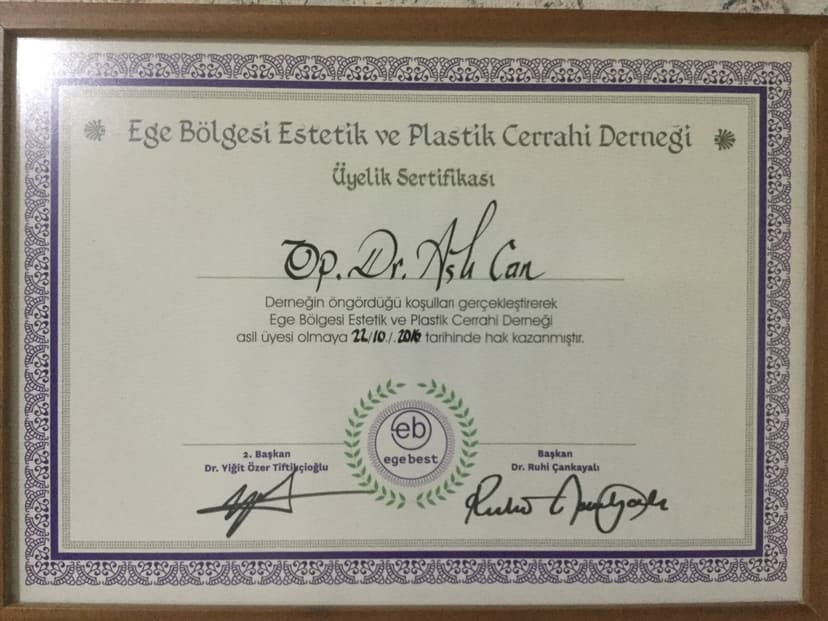 Ege Bölgesi Estetik ve Plastik Cerrahi Derneği
Üyelik Sertifikası
Op. Dr. Aslı Can
Derneğin öngördüğü koşulları gerçekleştirerek
Ege Bölgesi Estetik ve Plastik Cerrahi Derneği
asil üyesi olmaya 22/10/.2016 tarihinde hak kazanmıştır.
eb
egebest
2. Başkan
Dr. Yiğit Özer Tiftikçioğlu
Başkan
Dr. Ruhi Çankayalı